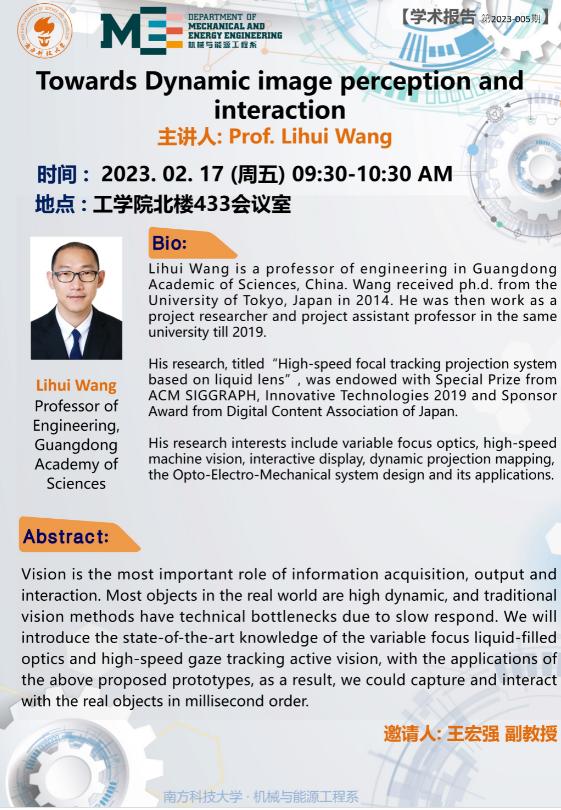 DEPARTMENT OF
MECHANICAL AND
ENERGY ENGINEERING
机械与能源工程系
【学术报告 第2023-005期】
Towards Dynamic image perception and
interaction
主讲人: Prof. Lihui Wang
时间 : 2023. 02. 17 (周五) 09:30-10:30 AM
地点 : 工学院北楼433会议室
Bio:
Lihui Wang is a professor of engineering in Guangdong
Academic of Sciences, China. Wang received ph.d. from the
University of Tokyo, Japan in 2014. He was then work as a
project researcher and project assistant professor in the same
university till 2019.
His research, titled “High-speed focal tracking projection system
based on liquid lens”, was endowed with Special Prize from
ACM SIGGRAPH, Innovative Technologies 2019 and Sponsor
Award from Digital Content Association of Japan.
His research interests include variable focus optics, high-speed
machine vision, interactive display, dynamic projection mapping,
the Opto-Electro-Mechanical system design and its applications.
Lihui Wang
Professor of
Engineering,
Guangdong
Academy of
Sciences
Abstract:
Vision is the most important role of information acquisition, output and
interaction. Most objects in the real world are high dynamic, and traditional
vision methods have technical bottlenecks due to slow respond. We will
introduce the state-of-the-art knowledge of the variable focus liquid-filled
optics and high-speed gaze tracking active vision, with the applications of
the above proposed prototypes, as a result, we could capture and interact
with the real objects in millisecond order.
邀请人: 王宏强 副教授
南方科技大学 · 机械与能源工程系